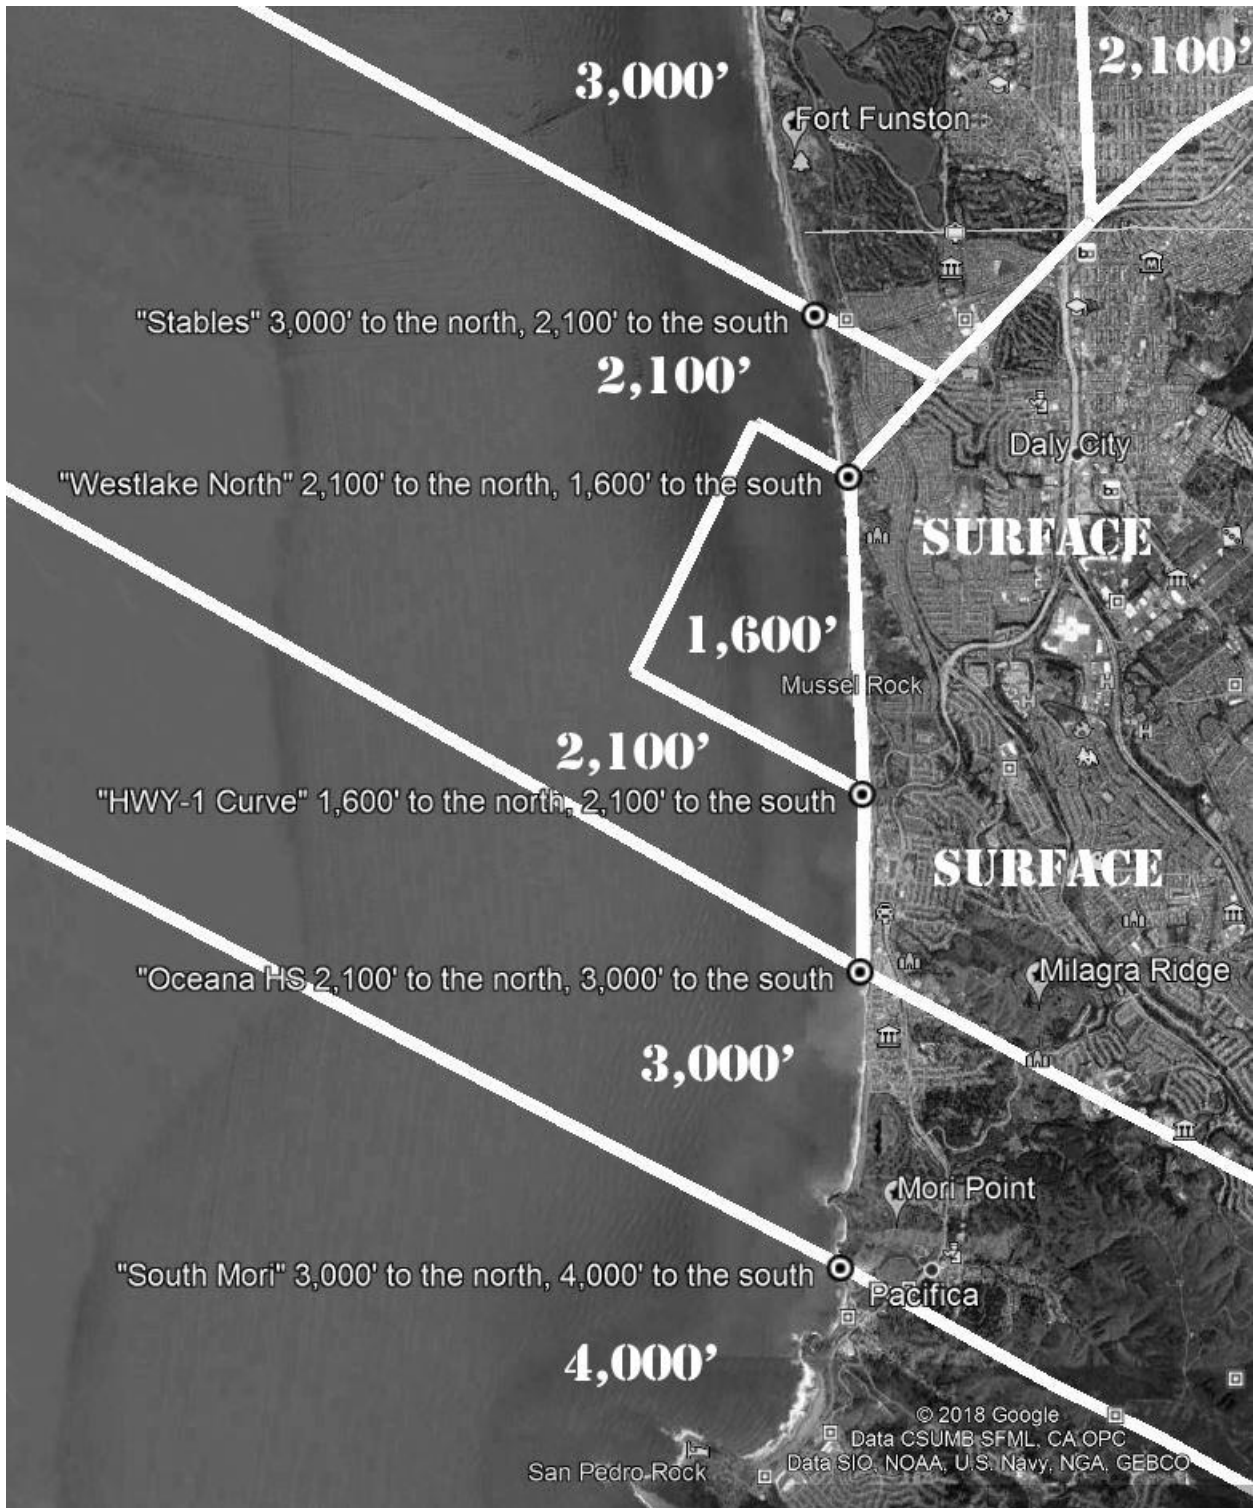 2,100'
3,000'
Fort Funston
"Stables" 3,000' to the north, 2,100' to the south
2,100'
Daly City
"Westlake North" 2,100' to the north, 1,600' to the south
SURFACE
1,600'
Mussel Rock
2,100'
"HWY-1 Curve" 1,600' to the north, 2,100' to the south
SURFACE
"Oceana HS 2,100' to the north, 3,000' to the south
Milagra Ridge
3,000'
Mori Point
"South Mori" 3,000' to the north, 4,000' to the south
Pacifica
4,000'
© 2018 Google
Data CSUMB SFML, CA OPC
Data SIO, NOAA, U.S. Navy, NGA, GEBCO
San Pedro Rock